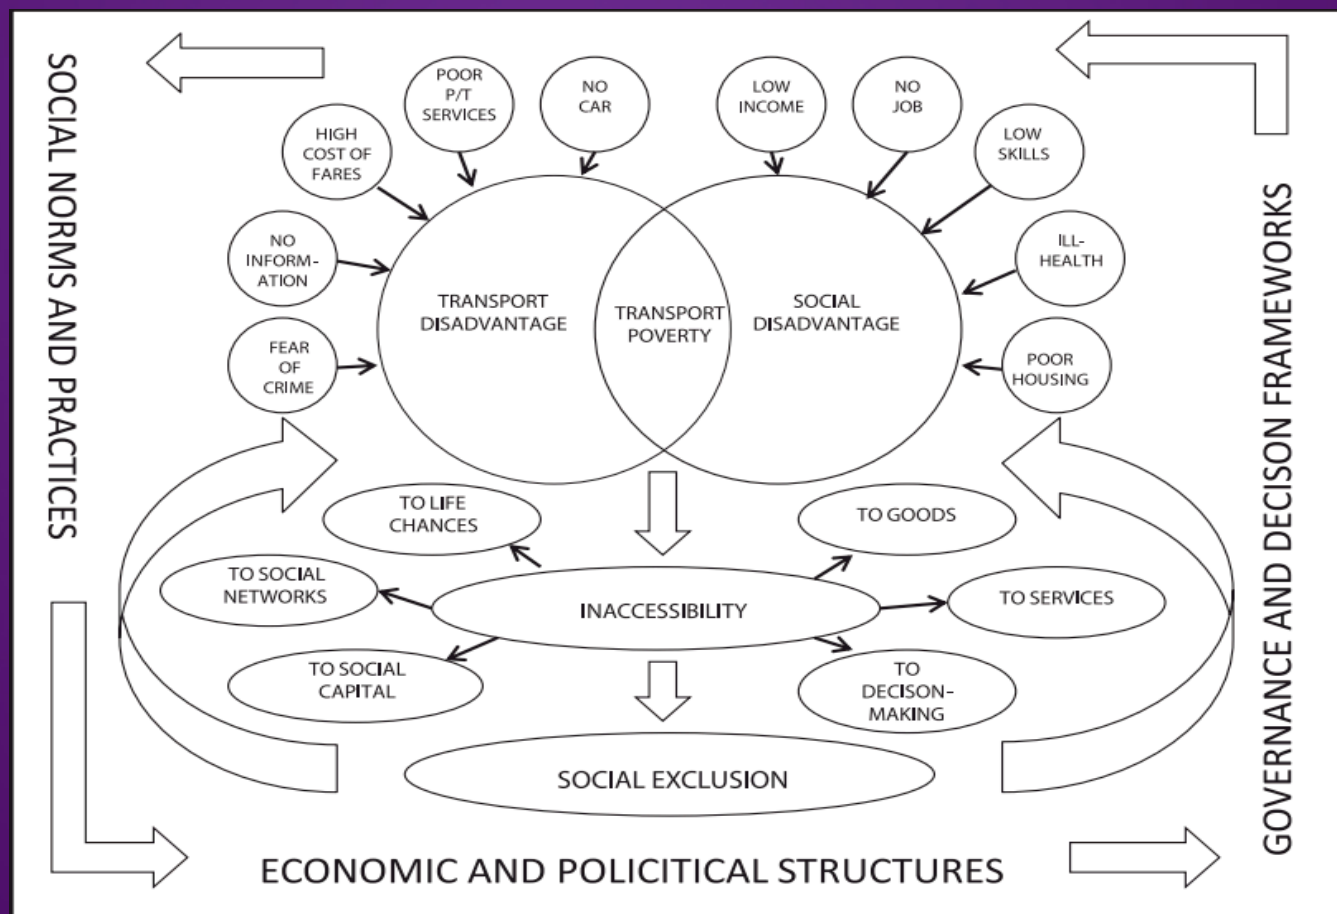 SOCIAL NORMS AND PRACTICES
POOR
P/T
SERVICES
NO
CAR
LOW
INCOME
NO
JOB
HIGH
COST OF
FARES
LOW
SKILLS
NO
INFORM-
ATION
ILL-
HEALTH
TRANSPORT
DISADVANTAGE
TRANSPORT
POVERTY
SOCIAL
DISADVANTAGE
FEAR
OF
CRIME
POOR
HOUSING
GOVERNANCE AND DECISON FRAMEWORKS
TO LIFE
CHANCES
TO GOODS
TO SOCIAL
NETWORKS
INACCESSIBILITY
TO SERVICES
TO SOCIAL
CAPITAL
TO
DECISON-
MAKING
SOCIAL EXCLUSION
ECONOMIC AND POLICITICAL STRUCTURES